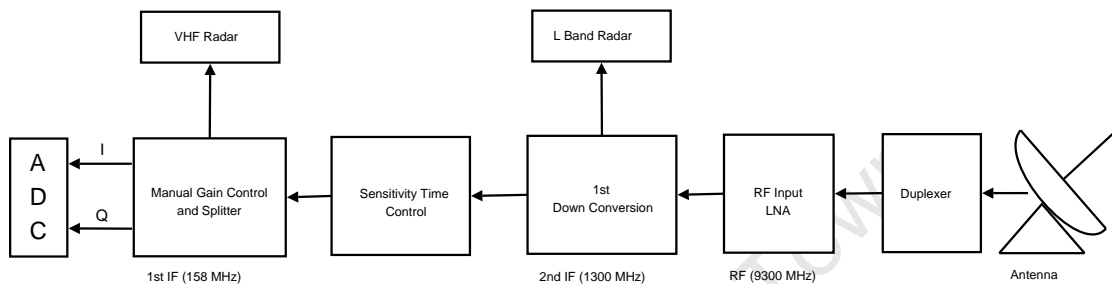 VHF Radar
L Band Radar
A
D
C
I
Q
Manual Gain Control
and Splitter
Sensitivity Time
Control
1st
Down Conversion
RF Input
LNA
Duplexer
1st IF (158 MHz)
2nd IF (1300 MHz)
RF (9300 MHz)
Antenna